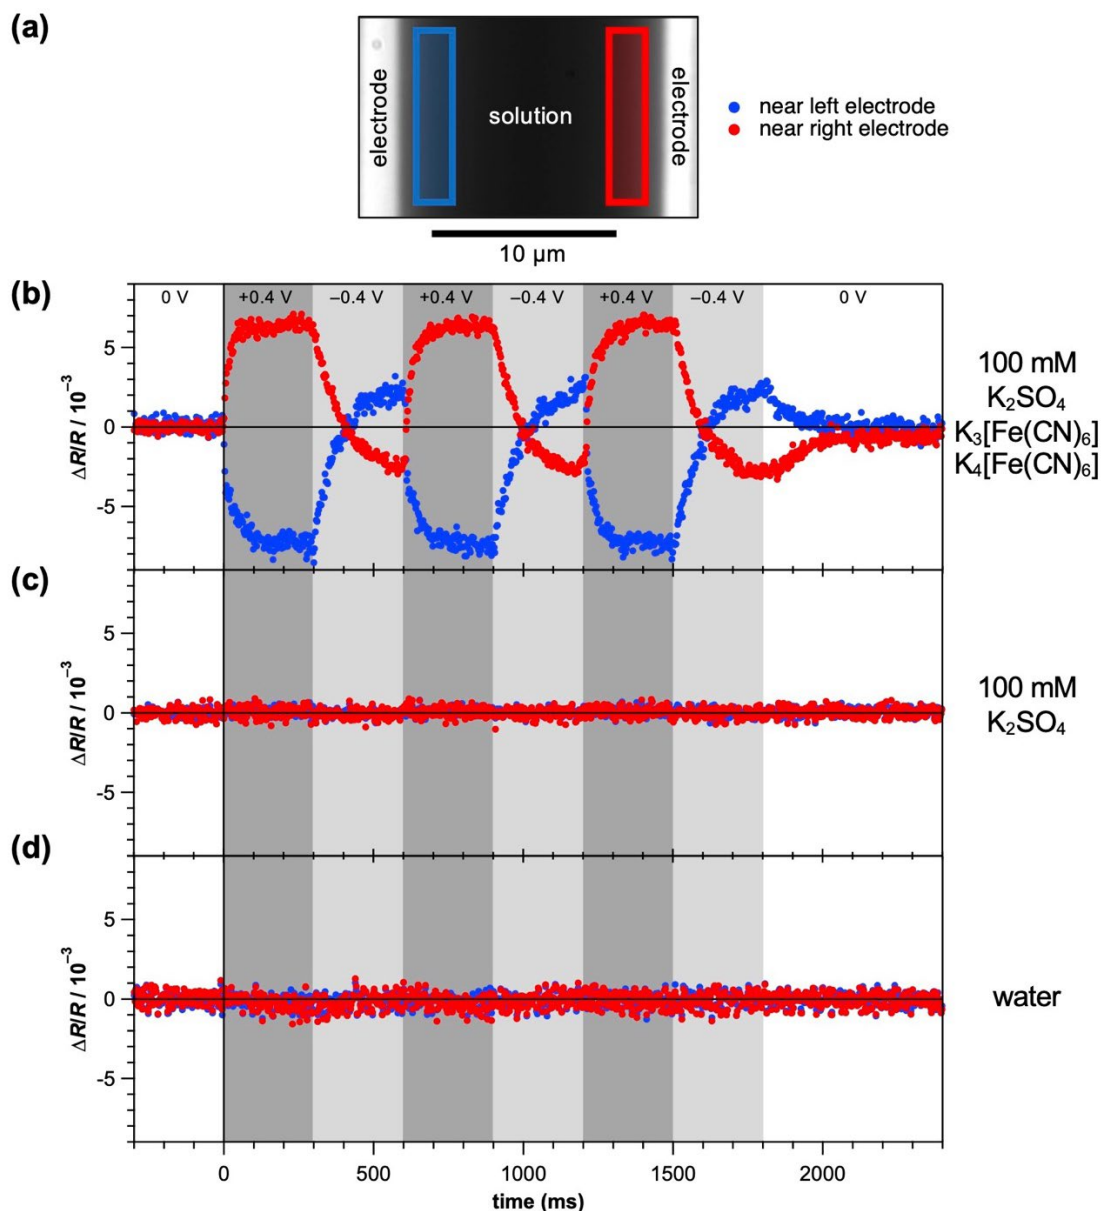 (a)
electrode
solution
electrode
near left electrode
near right electrode
10 µm
(b)
0 V
+0.4 V
−0.4 V
+0.4 V
−0.4 V
+0.4 V
−0.4 V
0 V
5
0
-5
ΔR/R / 10⁻³
100 mM
K₂SO₄
K₃[Fe(CN)₆]
K₄[Fe(CN)₆]
(c)
5
0
-5
ΔR/R / 10⁻³
100 mM
K₂SO₄
(d)
5
0
-5
ΔR/R / 10⁻³
water
0
500
1000
1500
2000
time (ms)